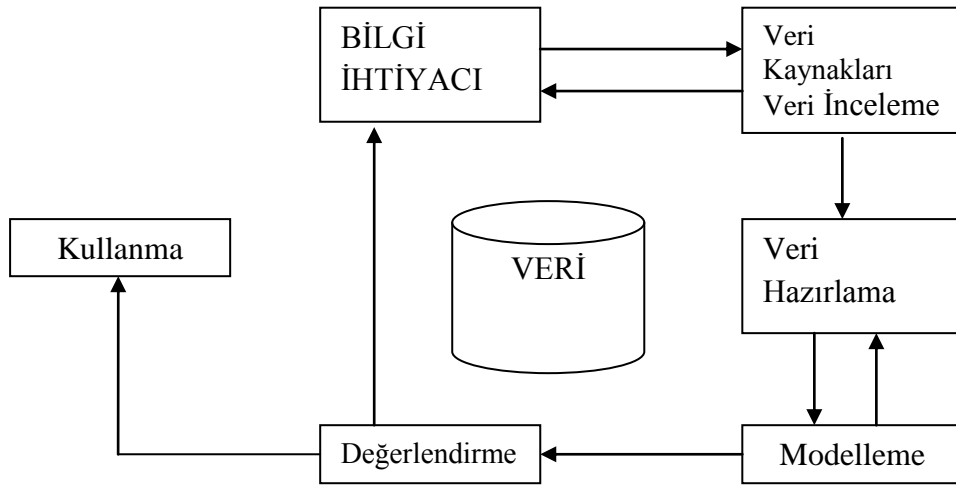 BİLGİ
İHTİYACI
Veri
Kaynakları
Veri İnceleme
Kullanma
VERİ
Veri
Hazırlama
Değerlendirme
Modelleme